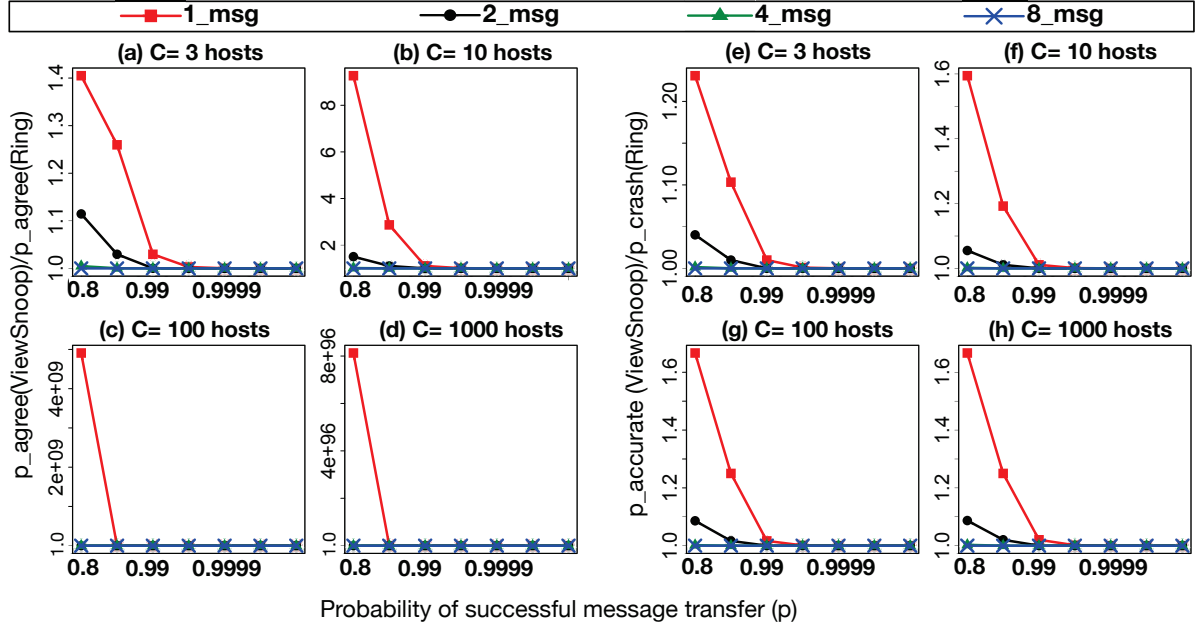 1_msg 2_msg 4_msg 8_msg
(a) C= 3 hosts
(b) C= 10 hosts
(e) C= 3 hosts
(f) C= 10 hosts
p_agree(ViewSnoop)/p_agree(Ring)
p_accurate (ViewSnoop)/p_crash(Ring)
1.4
1.3
1.2
1.1
1.0
0.8 0.99 0.9999
8
6
4
2
0.8 0.99 0.9999
1.20
1.10
1.00
0.8 0.99 0.9999
1.6
1.4
1.2
1.0
0.8 0.99 0.9999
(c) C= 100 hosts
(d) C= 1000 hosts
(g) C= 100 hosts
(h) C= 1000 hosts
4e+09
2e+09
1.0
0.8 0.99 0.9999
8e+96
4e+96
1.0
0.8 0.99 0.9999
1.6
1.4
1.2
1.0
0.8 0.99 0.9999
1.6
1.4
1.2
1.0
0.8 0.99 0.9999
Probability of successful message transfer (p)